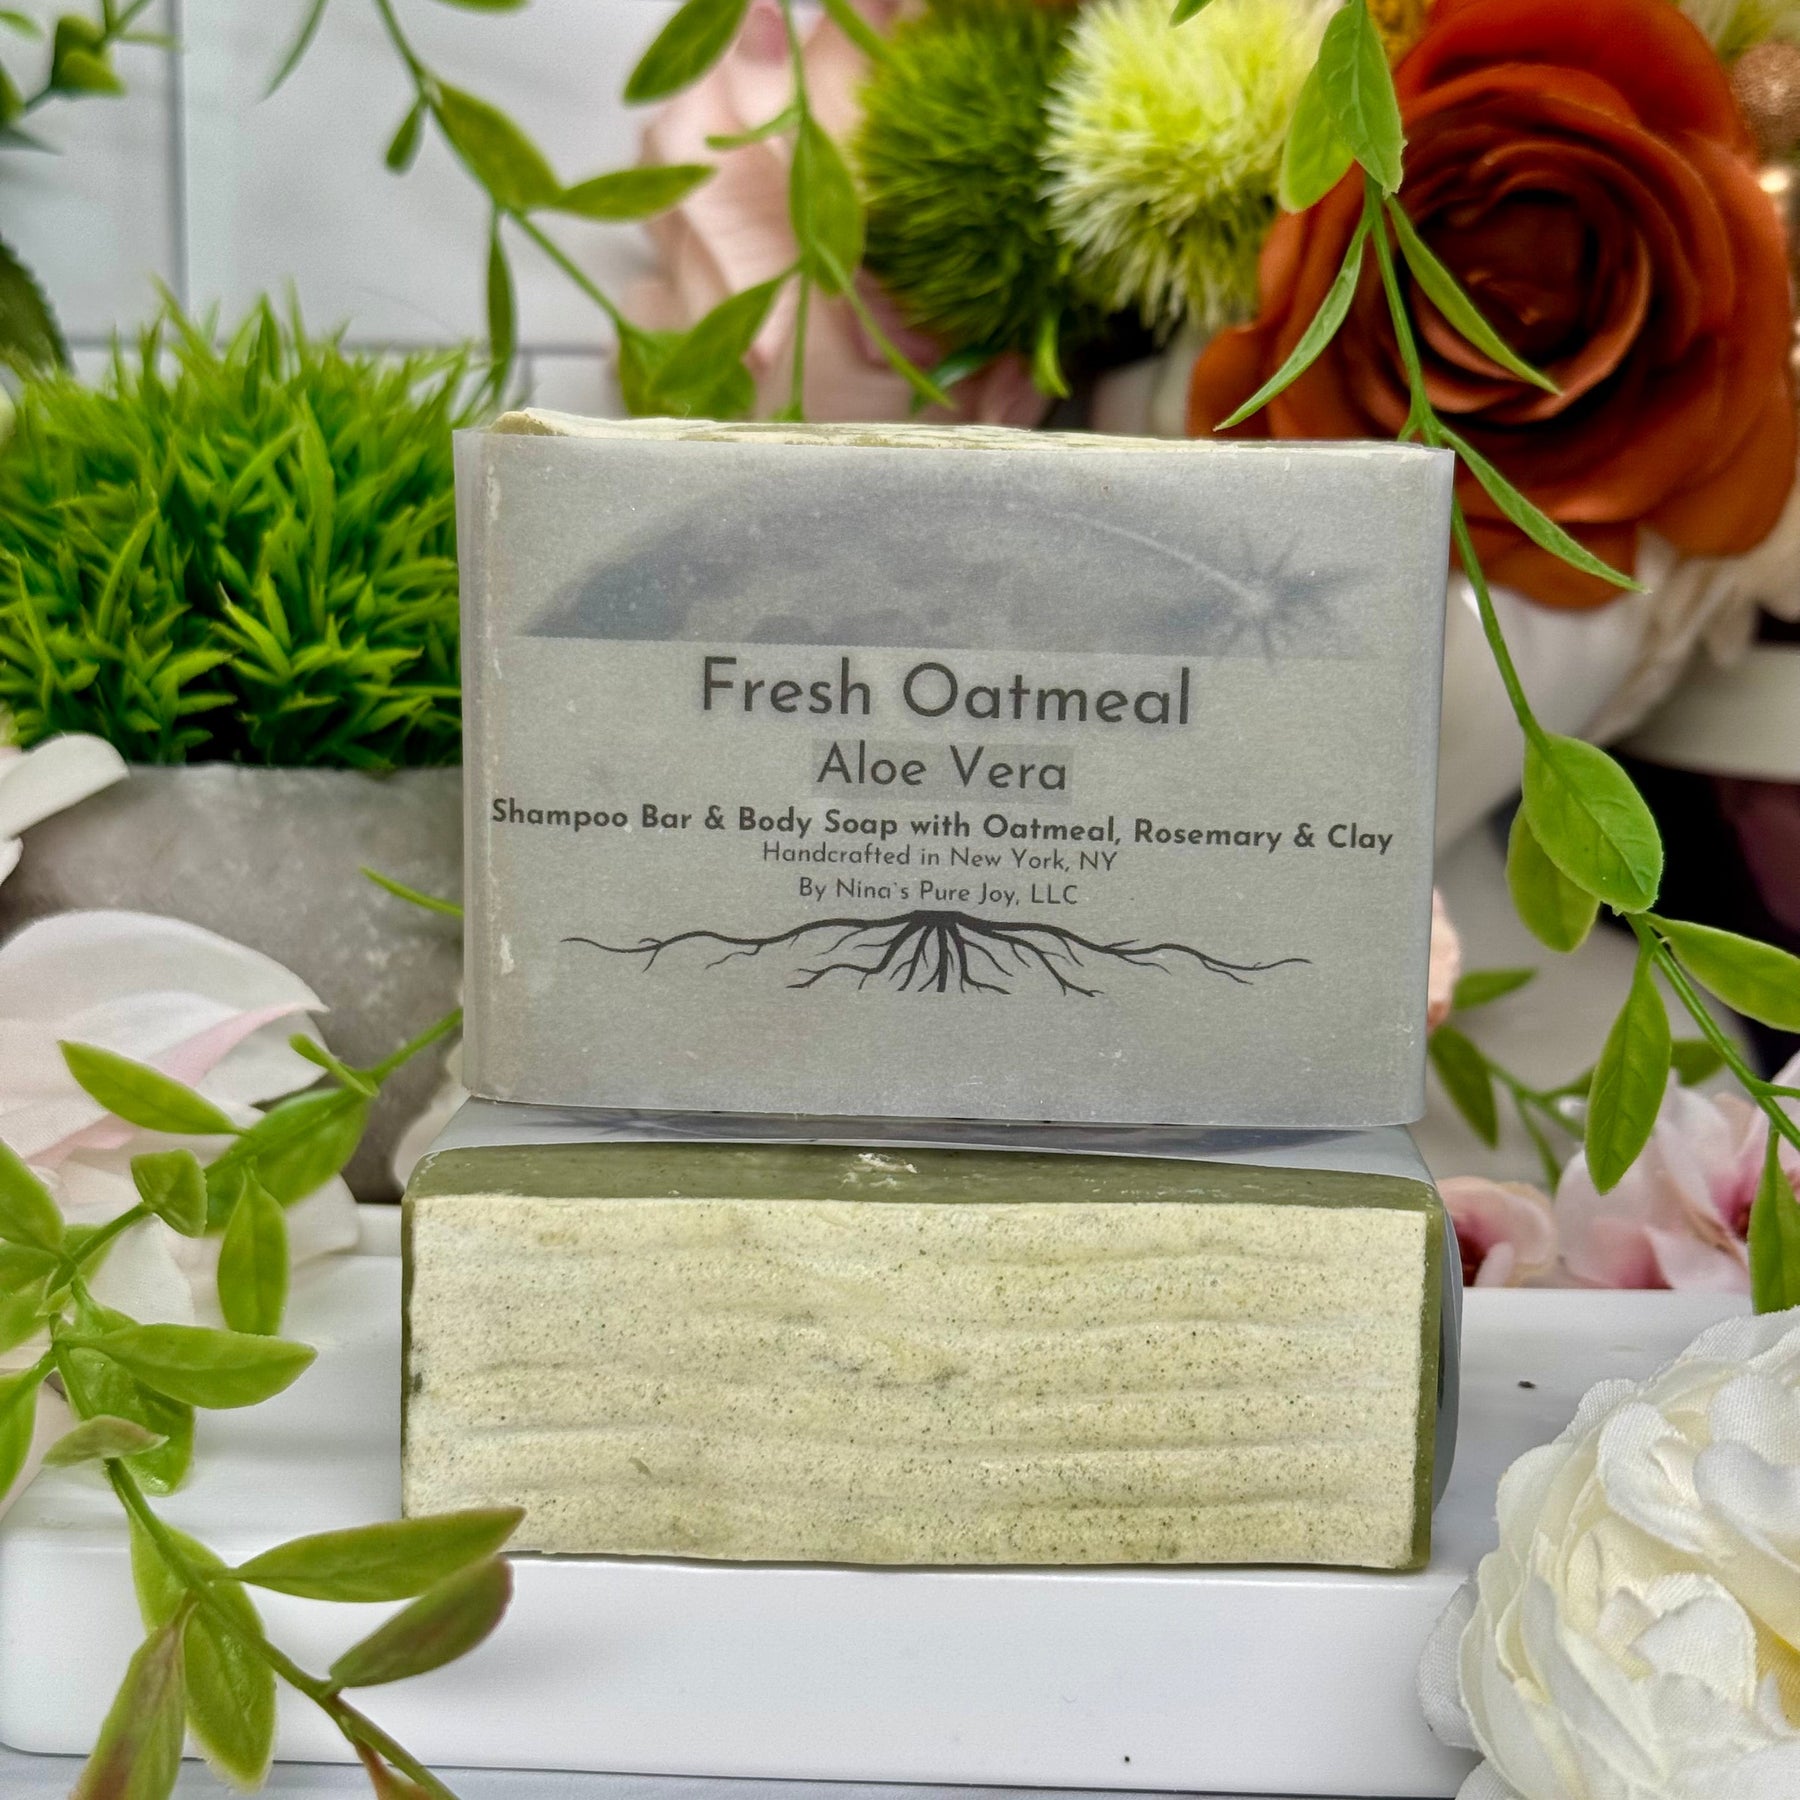 Fresh Oatmeal
Aloe Vera
Shampoo Bar & Body Soap with Oatmeal, Rosemary & Clay
Handcrafted in New York, NY
By Nina`s Pure Joy, LLC